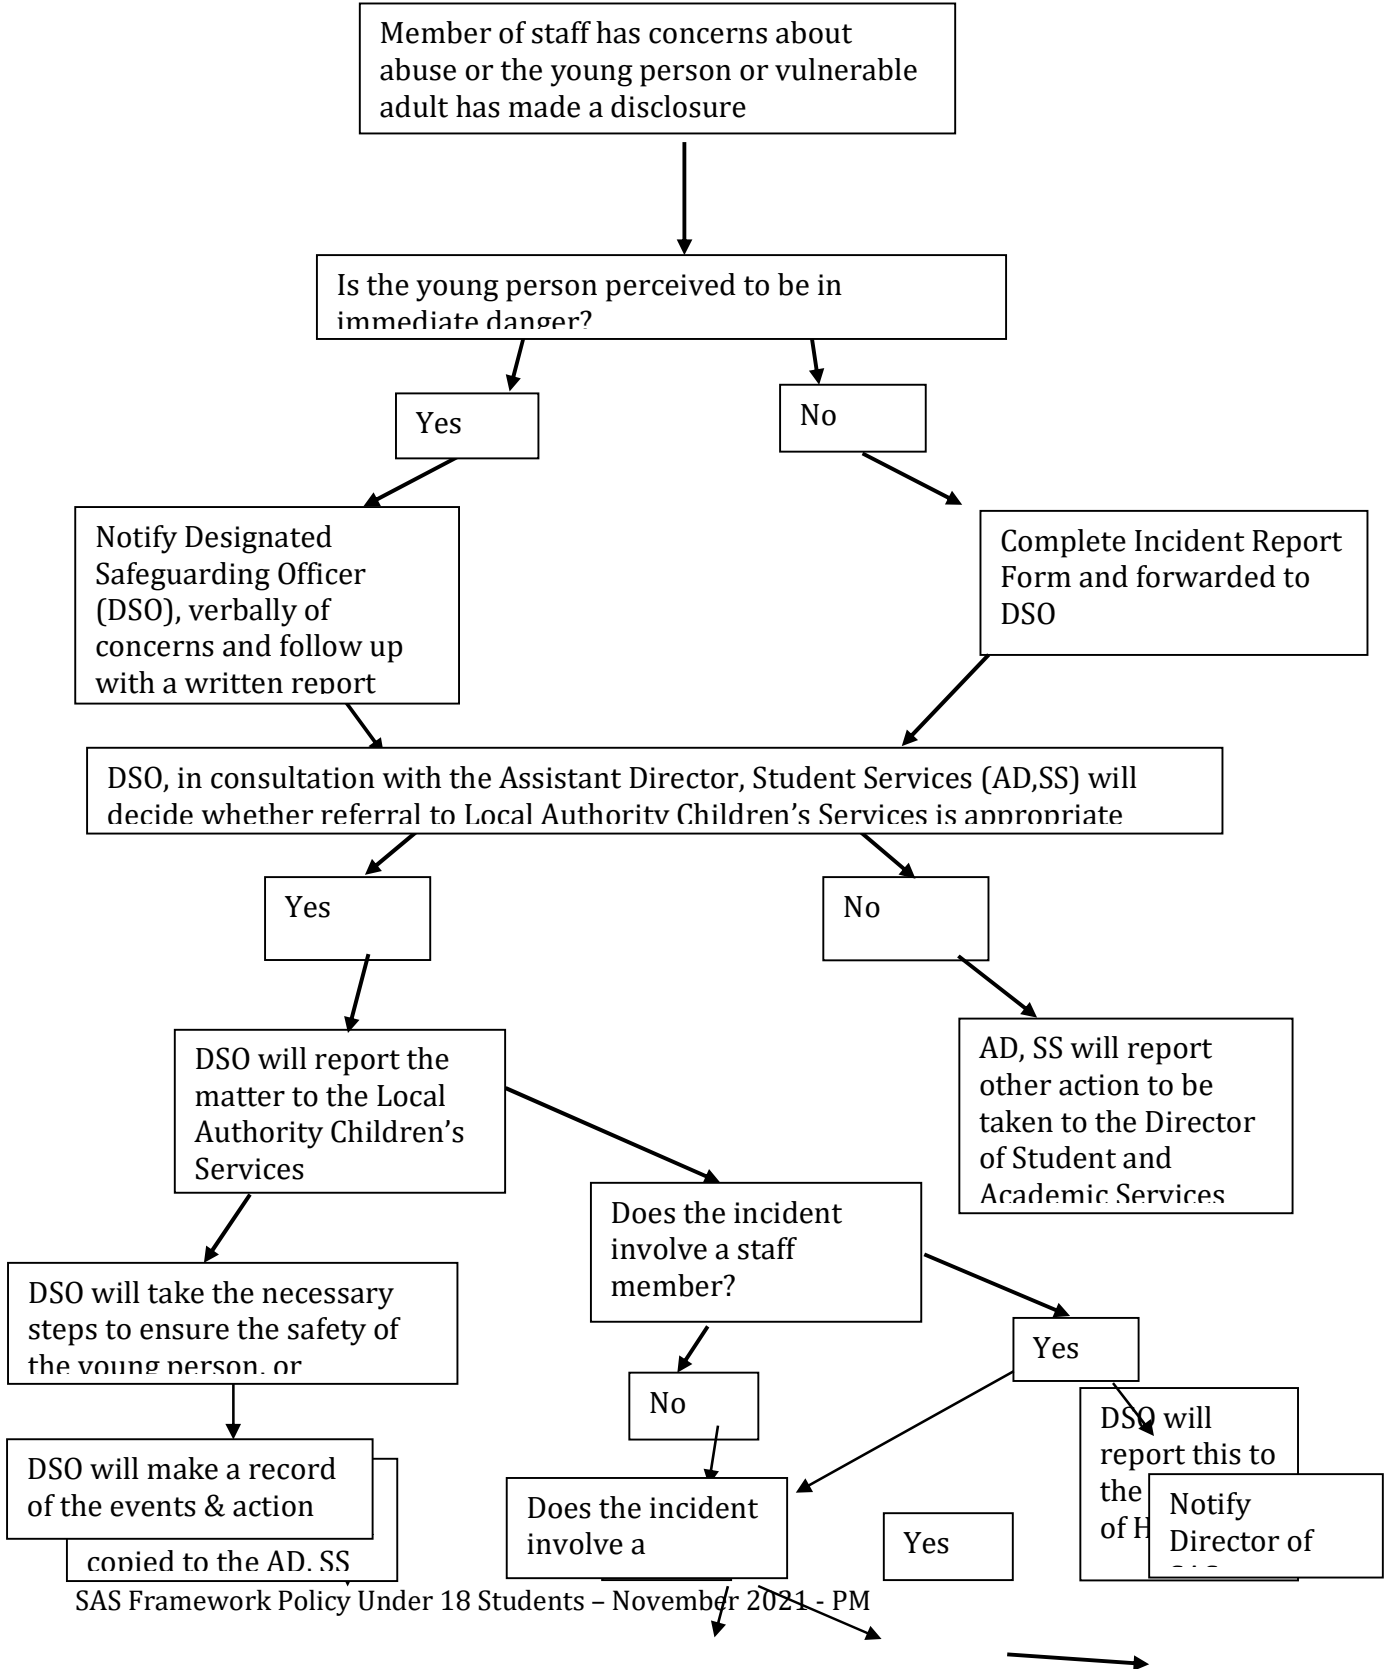 Member of staff has concerns about
abuse or the young person or vulnerable
adult has made a disclosure
Is the young person perceived to be in
immediate danger?
Yes
No
Notify Designated
Safeguarding Officer
(DSO), verbally of
concerns and follow up
with a written report
Complete Incident Report
Form and forwarded to
DSO
DSO, in consultation with the Assistant Director, Student Services (AD,SS) will
decide whether referral to Local Authority Children’s Services is appropriate
Yes
No
DSO will report the
matter to the Local
Authority Children’s
Services
AD, SS will report
other action to be
taken to the Director
of Student and
Academic Services
Does the incident
involve a staff
member?
DSO will take the necessary
steps to ensure the safety of
the young person, or
Yes
No
DSO will
report this to
the
of
DSO will make a record
of the events & action
copied to the AD, SS
Does the incident
involve a
Yes
Notify
Director of
SAS Framework Policy Under 18 Students – November 2021 - PM